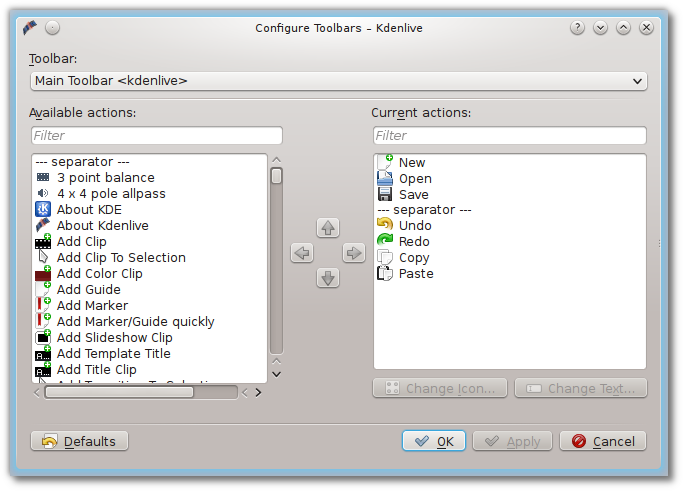 Configure Toolbars – Kdenlive
Toolbar:
Main Toolbar <kdenlive>
Available actions:
Filter
--- separator ---
3 point balance
4 x 4 pole allpass
About KDE
About Kdenlive
Add Clip
Add Clip To Selection
Add Color Clip
Add Guide
Add Marker
Add Marker/Guide quickly
Add Slideshow Clip
Add Template Title
Add Title Clip
Current actions:
Filter
New
Open
Save
--- separator ---
Undo
Redo
Copy
Paste
Change Icon...
Change Text...
Defaults
OK
Apply
Cancel